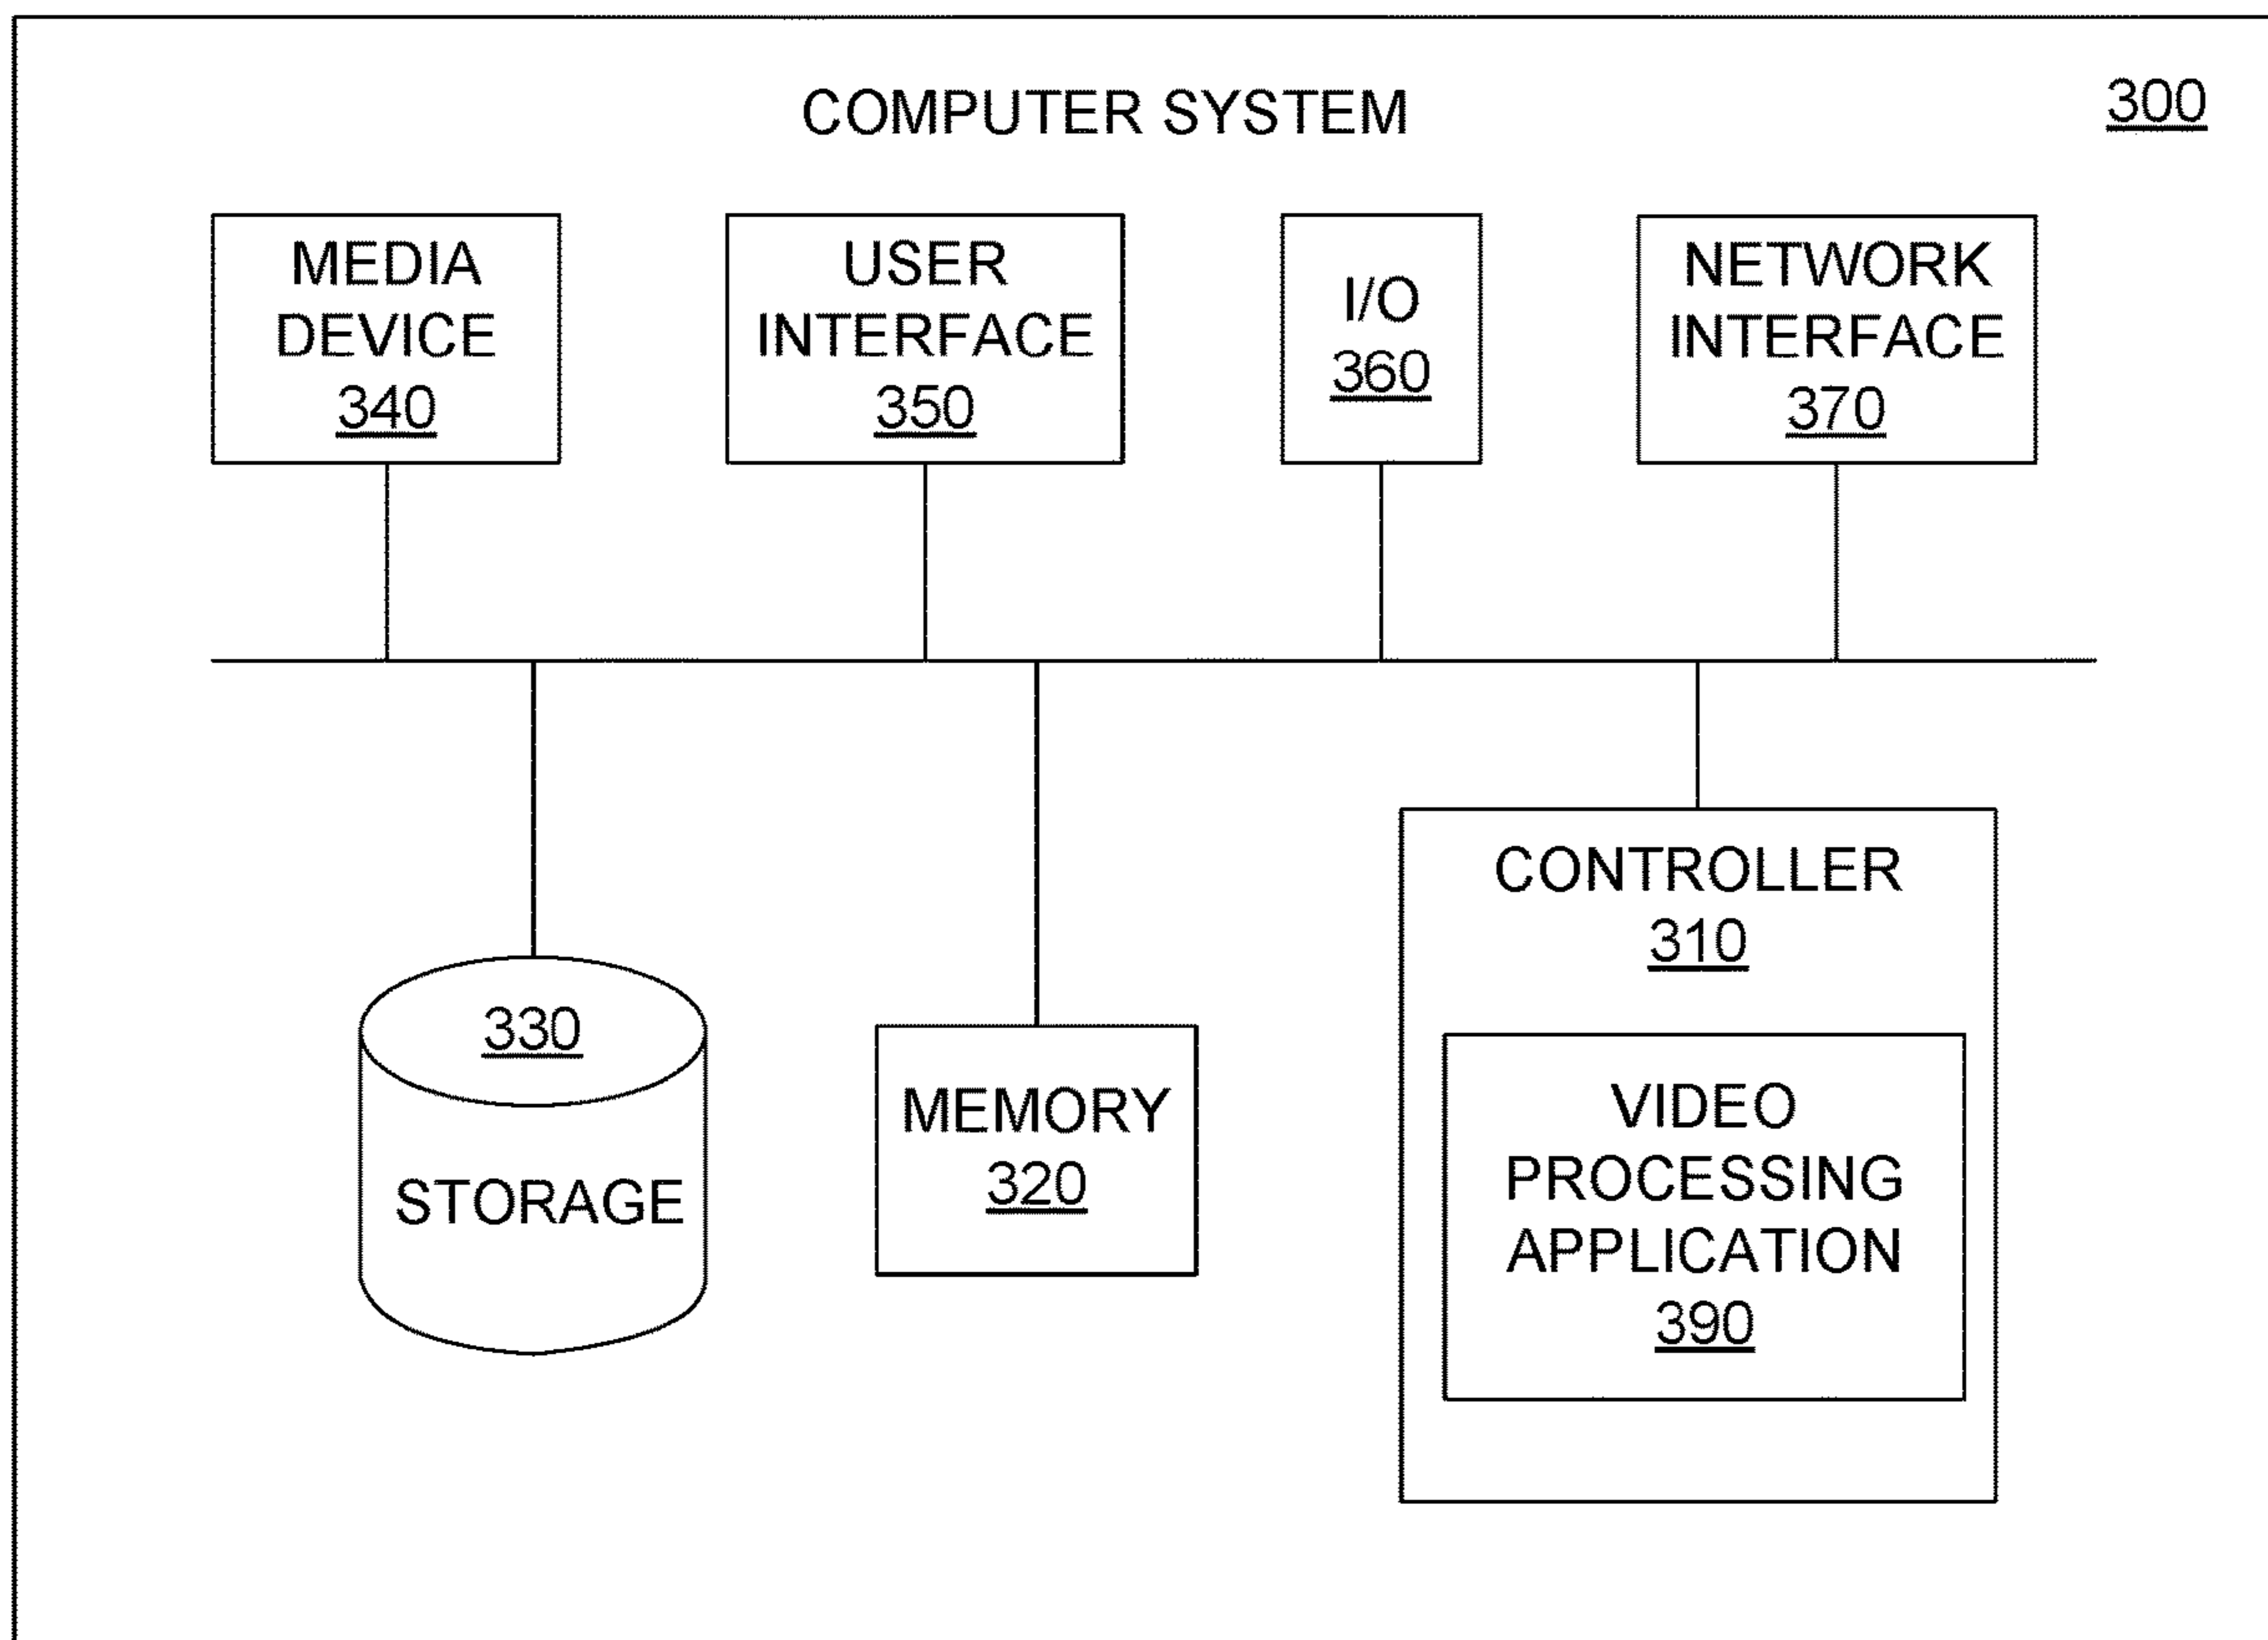 COMPUTER SYSTEM
300
MEDIA
DEVICE
340
USER
INTERFACE
350
I/O
360
NETWORK
INTERFACE
370
330
STORAGE
MEMORY
320
CONTROLLER
310
VIDEO
PROCESSING
APPLICATION
390